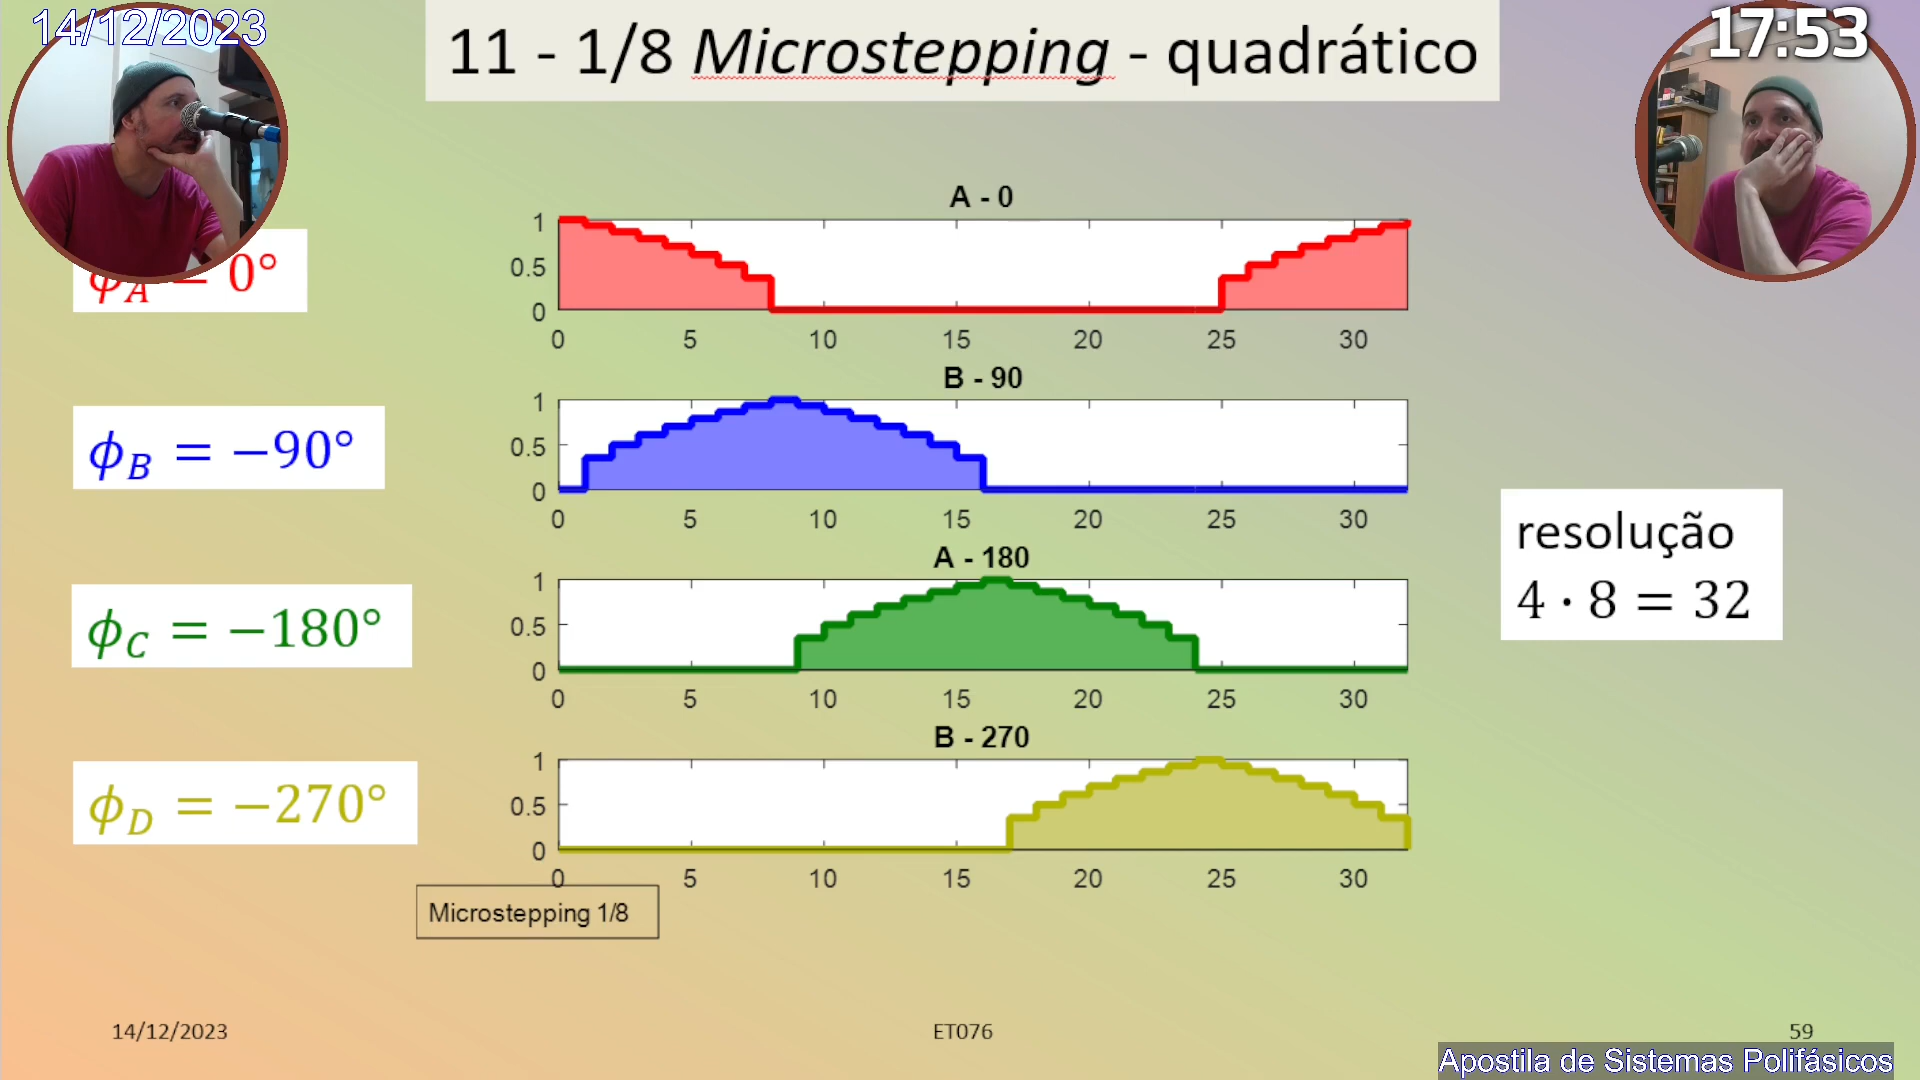 14/12/2023
17:53
11 - 1/8 Microstepping - quadrático
ϕA = 0°
A - 0
1
0.5
0
0 5 10 15 20 25 30
ϕB = −90°
B - 90
1
0.5
0
0 5 10 15 20 25 30
ϕC = −180°
A - 180
1
0.5
0
0 5 10 15 20 25 30
resolução
4 · 8 = 32
ϕD = −270°
B - 270
1
0.5
0
0 5 10 15 20 25 30
Microstepping 1/8
14/12/2023
ET076
59
Apostila de Sistemas Polifásicos